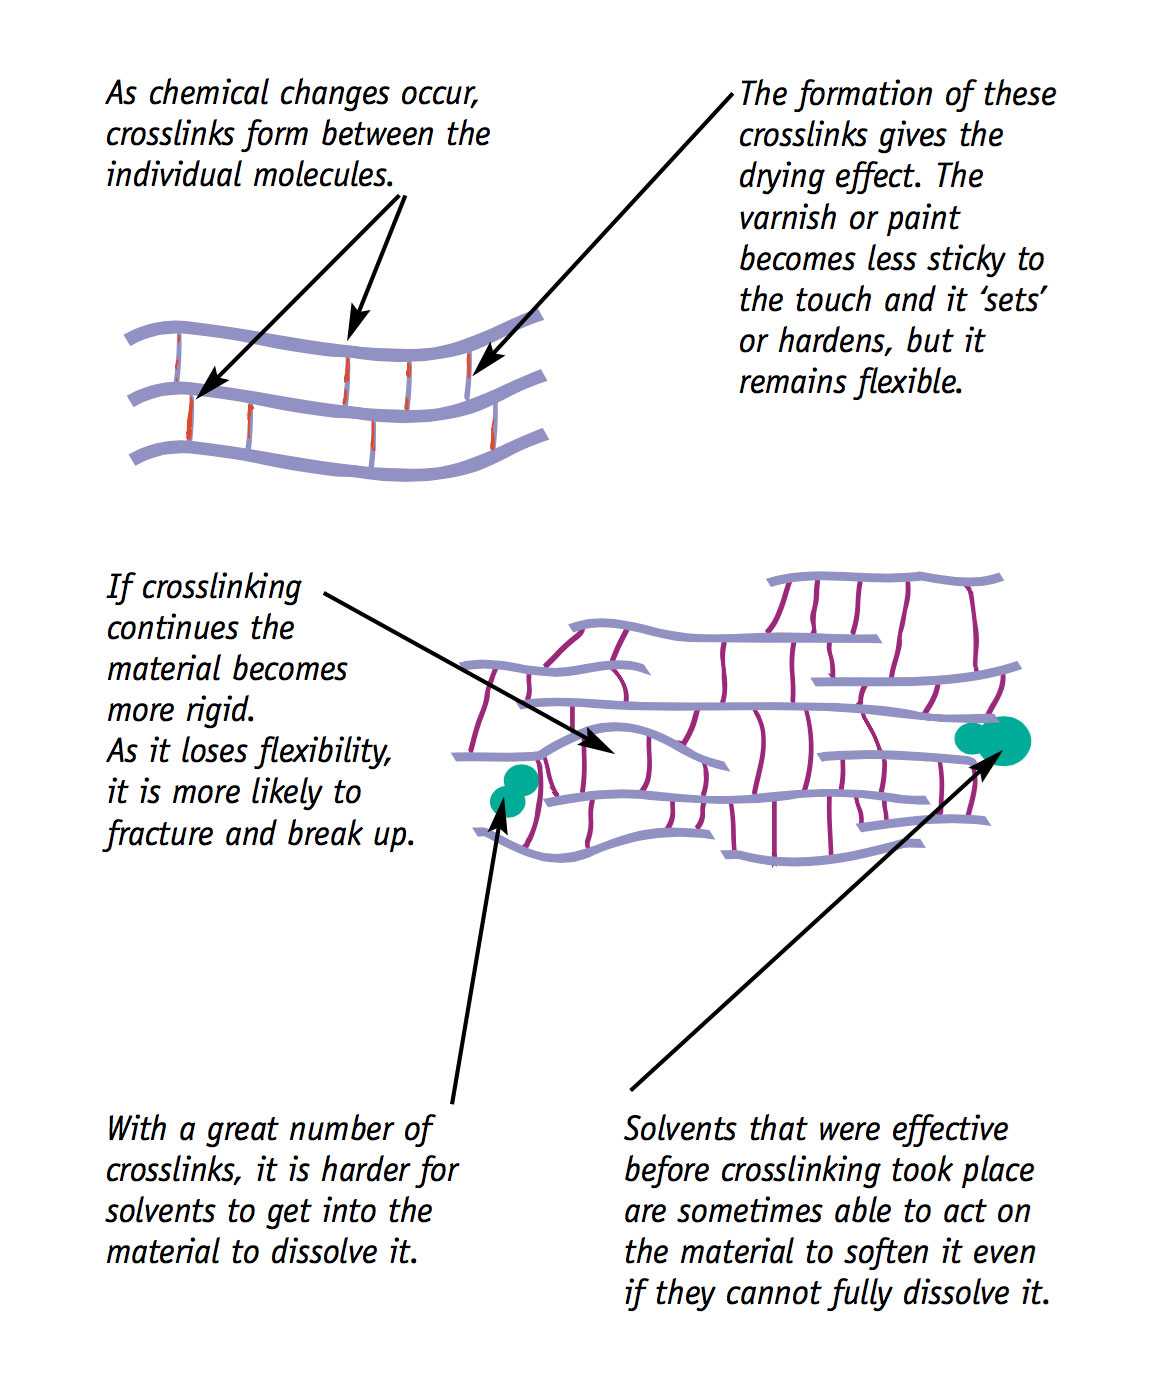 As chemical changes occur,
crosslinks form between the
individual molecules.
The formation of these
crosslinks gives the
drying effect. The
varnish or paint
becomes less sticky to
the touch and it ‘sets’
or hardens, but it
remains flexible.
If crosslinking
continues the
material becomes
more rigid.
As it loses flexibility,
it is more likely to
fracture and break up.
With a great number of
crosslinks, it is harder for
solvents to get into the
material to dissolve it.
Solvents that were effective
before crosslinking took place
are sometimes able to act on
the material to soften it even
if they cannot fully dissolve it.